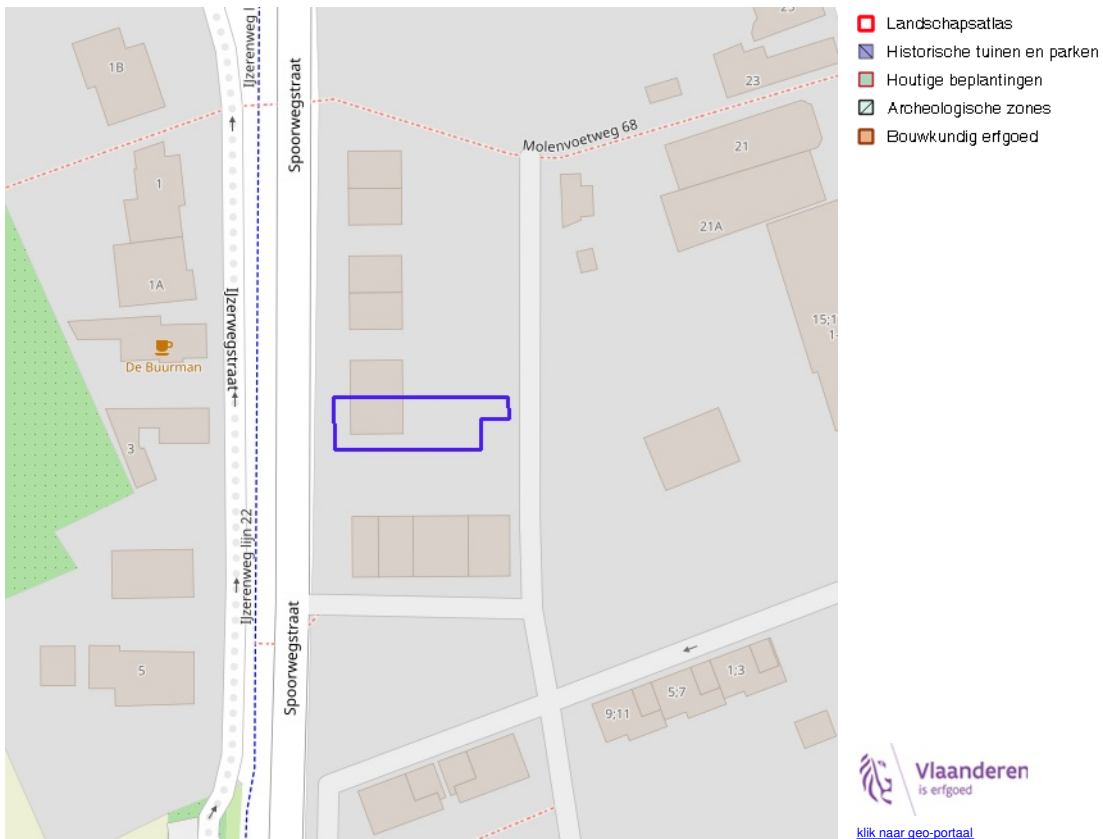 Landschapsatlas
Historische tuinen en parken
Houtige beplantingen
Archeologische zones
Bouwkundig erfgoed
1B
IJzerenweg l
Spoorwegstraat
23
Molenvoetweg 68
21
21A
1
1A
IJzerwegstraat
De Buurman
3
IJzerenweg lijn 22
Spoorwegstraat
5
1;3
5;7
9;11
Vlaanderen
is erfgoed
klik naar geo-portaal